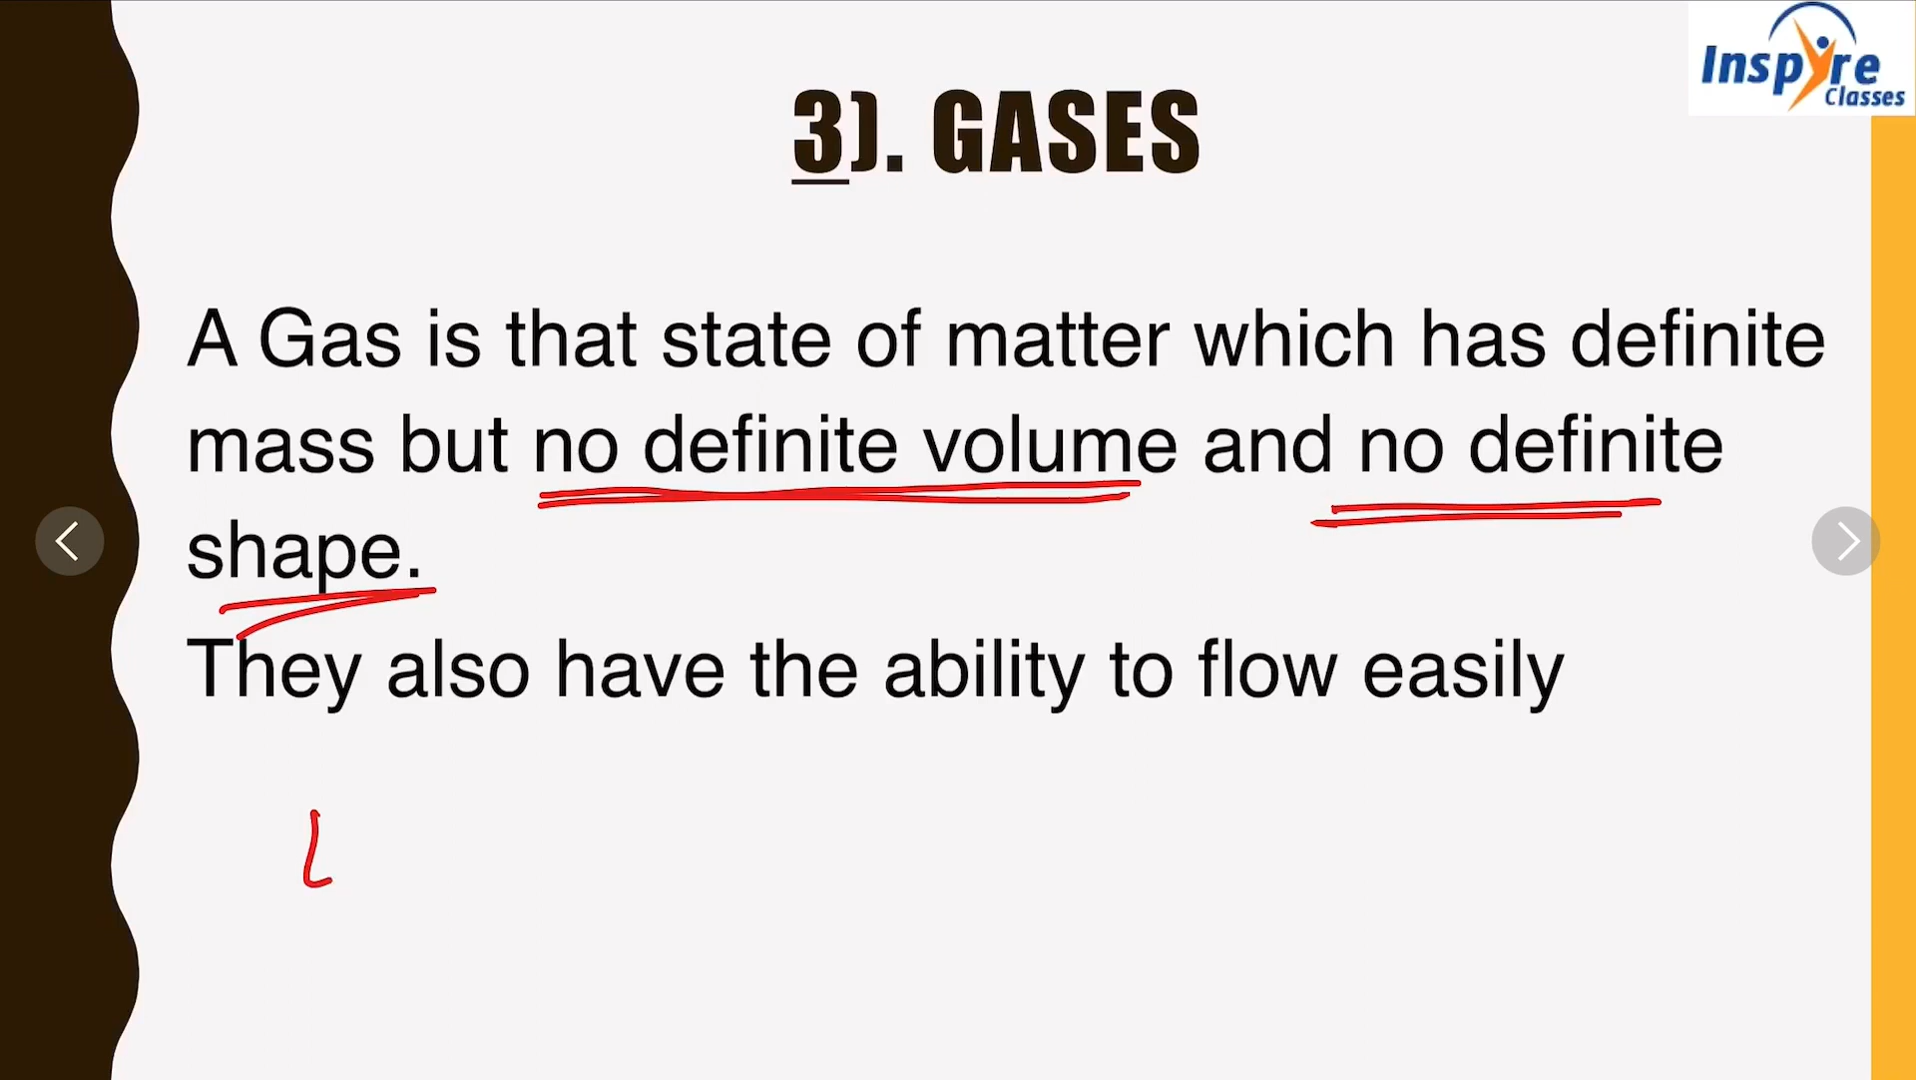 Inspire
Classes
3). GASES
A Gas is that state of matter which has definite
mass but no definite volume and no definite
shape.
They also have the ability to flow easily
L